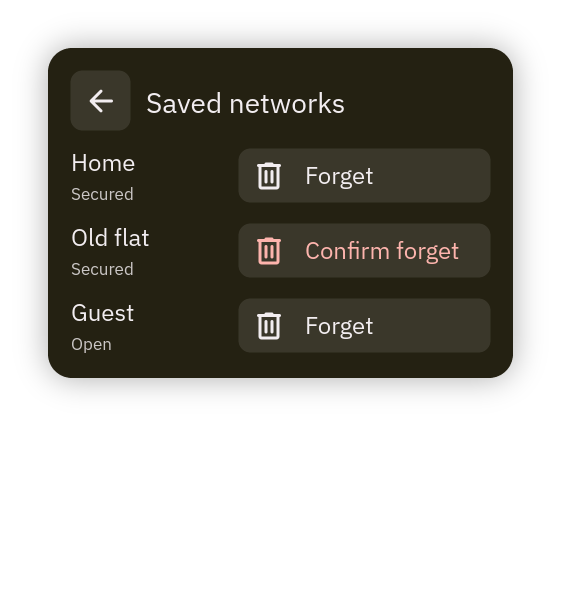 Saved networks
Home
Secured
Forget
Old flat
Secured
Confirm forget
Guest
Open
Forget